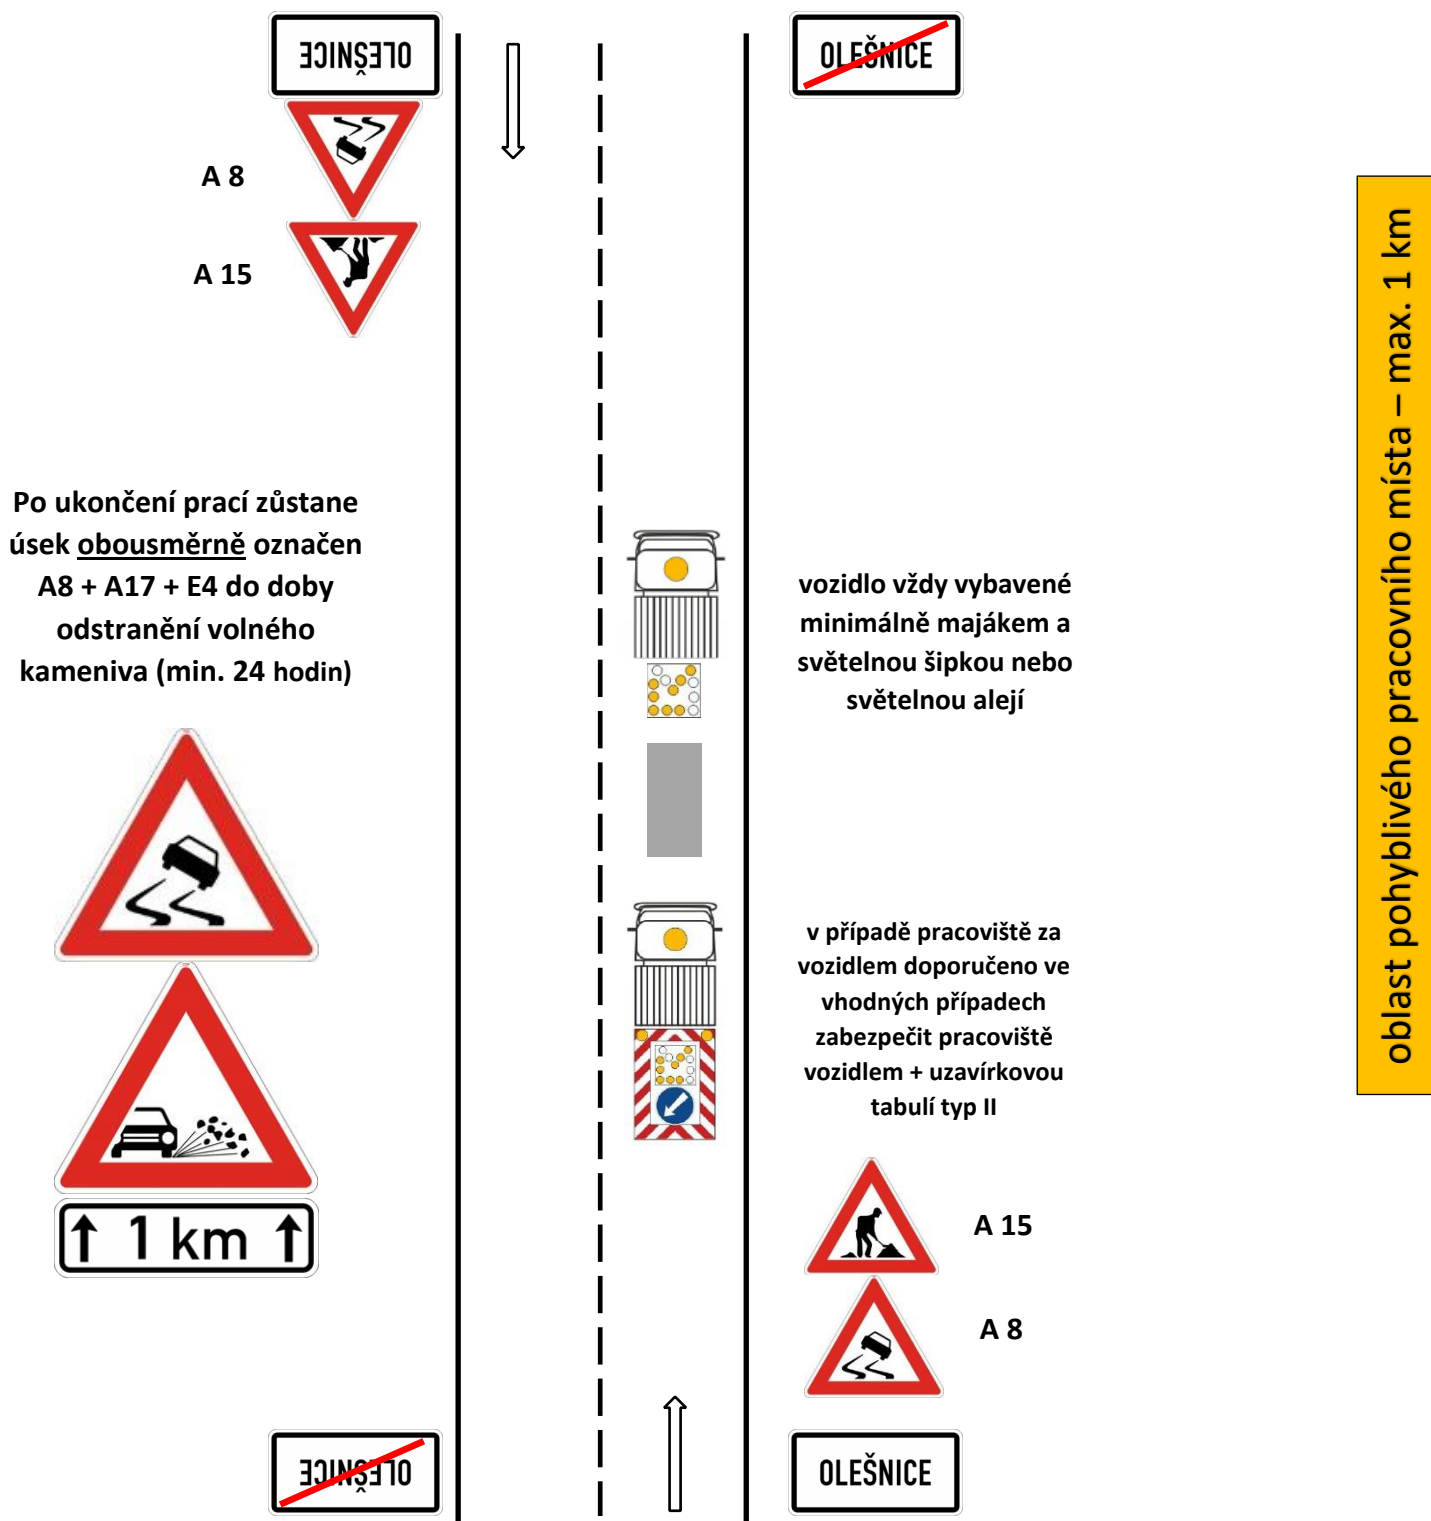 OLEŠNICE
OLEŠNICE
A 8
A 15
Po ukončení prací zůstane
úsek obousměrně označen
A8 + A17 + E4 do doby
odstranění volného
kameniva (min. 24 hodin)
vozidlo vždy vybavené
minimálně majákem a
světelnou šipkou nebo
světelnou alejí
v případě pracoviště za
vozidlem doporučeno ve
vhodných případech
zabezpečit pracoviště
vozidlem + uzavírkovou
tabulí typ II
1 km
A 15
A 8
OLEŠNICE
OLEŠNICE
oblast pohyblivého pracovního místa – max. 1 km